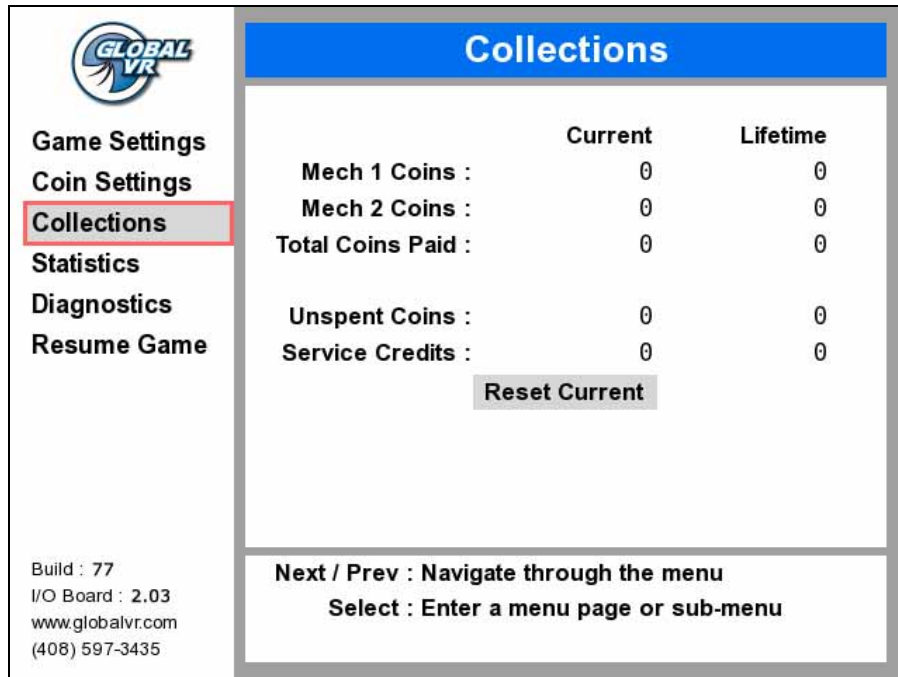 GLOBAL
VR
Game Settings
Coin Settings
Collections
Statistics
Diagnostics
Resume Game
Build : 77
I/O Board : 2.03
www.globalvr.com
(408) 597-3435
Collections
Current Lifetime
Mech 1 Coins : 0 0
Mech 2 Coins : 0 0
Total Coins Paid : 0 0
Unspent Coins : 0 0
Service Credits : 0 0
Reset Current
Next / Prev : Navigate through the menu
Select : Enter a menu page or sub-menu